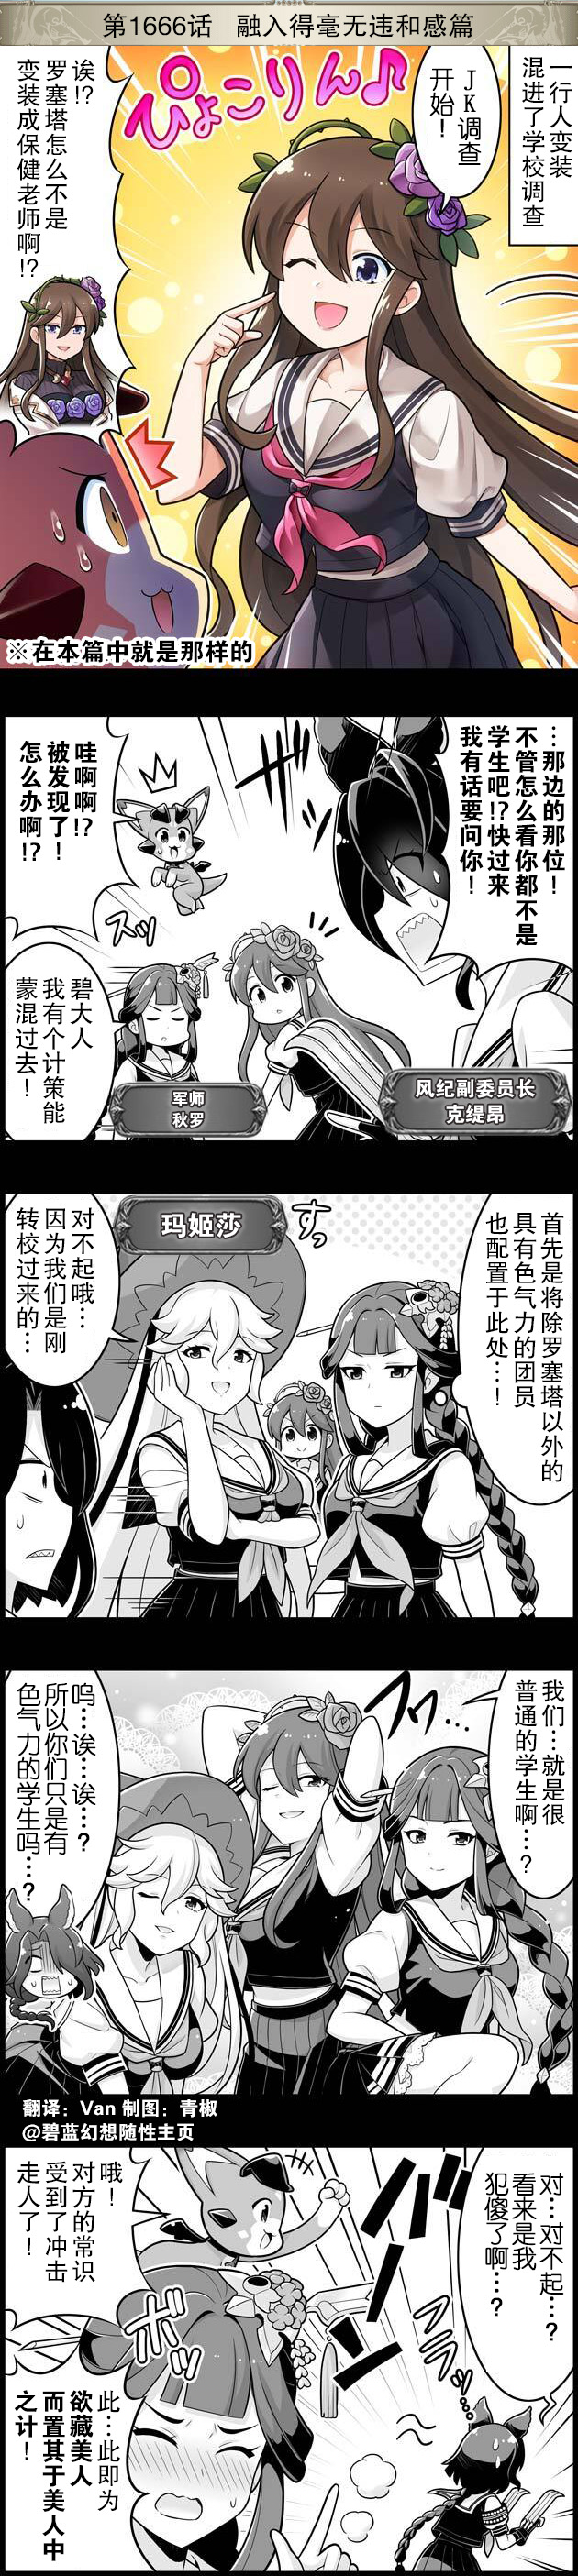 第1666话　融入得毫无违和感篇
一行人变装
混进了学校调查
JK调查
开始！
ぴょこりん♪
诶!?
罗塞塔怎么不是
变装成保健老师啊!?
※在本篇中就是那样的
…那边的那位！
不管怎么看你都不是
学生吧!?快过来
我有话要问你！
哇啊啊!?
被发现了！
怎么办啊!?
スッ
碧大人
我有个计策能
蒙混过去！
军师
秋罗
风纪副委员长
克缇昂
首先是将除罗塞塔以外的
具有色气力的团员
也配置于此处…！
すっ
玛姬莎
对不起哦…
因为我们是刚
转校过来的…
我们…就是很
普通的学生啊…？
フッ…
呜…诶…诶…？
所以你们只是有
色气力的学生吗…？
翻译：Van 制图：青椒
@碧蓝幻想随性主页
对…对不起…？
看来是我
犯傻了啊…？
哦！
对方的常识
受到了冲击
走人了！
スタスタ…
ボボッ
此…此即为
欲藏美人
而置其于美人中
之计！